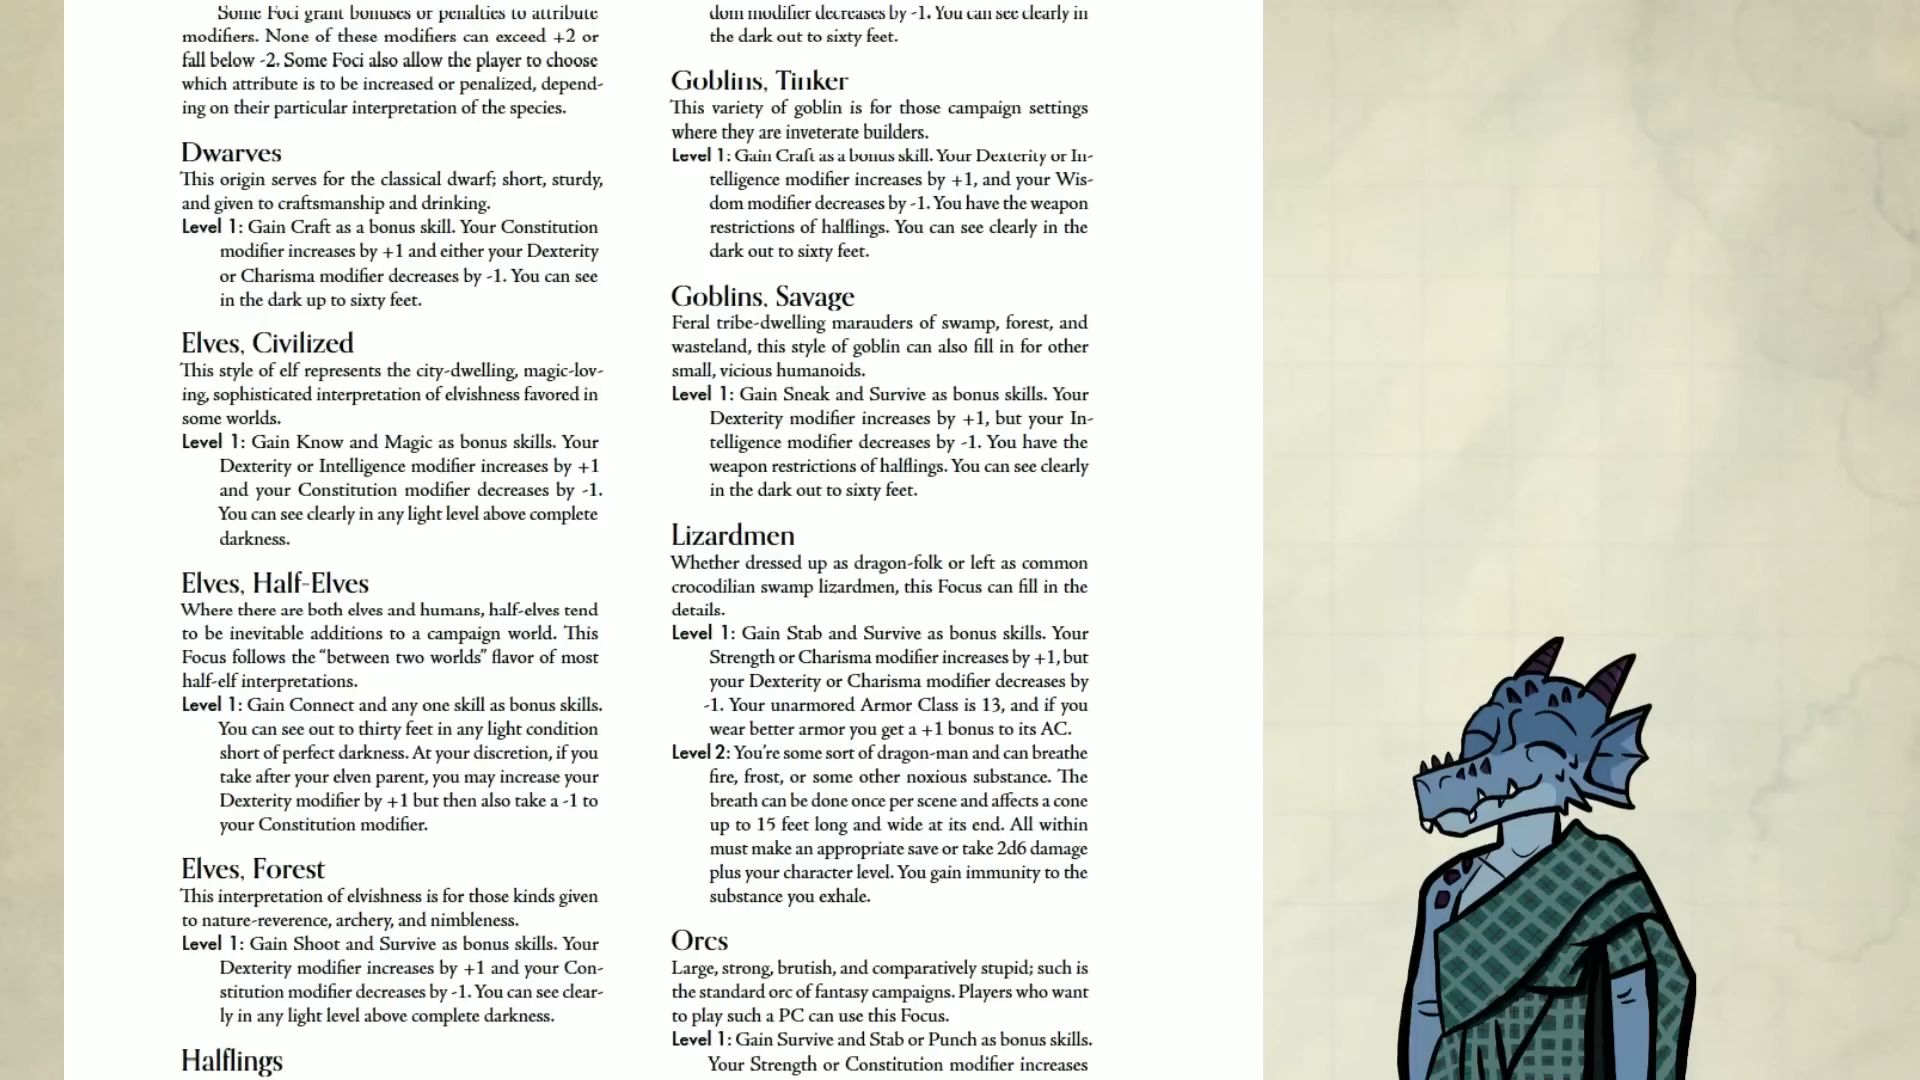 Some Foci grant bonuses or penalties to attribute
modifiers. None of these modifiers can exceed +2 or
fall below -2. Some Foci also allow the player to choose
which attribute is to be increased or penalized, depend-
ing on their particular interpretation of the species.
Dwarves
This origin serves for the classical dwarf; short, sturdy,
and given to craftsmanship and drinking.
Level 1: Gain Craft as a bonus skill. Your Constitution
modifier increases by +1 and either your Dexterity
or Charisma modifier decreases by -1. You can see
in the dark up to sixty feet.
Elves, Civilized
This style of elf represents the city-dwelling, magic-lov-
ing, sophisticated interpretation of elvishness favored in
some worlds.
Level 1: Gain Know and Magic as bonus skills. Your
Dexterity or Intelligence modifier increases by +1
and your Constitution modifier decreases by -1.
You can see clearly in any light level above complete
darkness.
Elves, Half-Elves
Where there are both elves and humans, half-elves tend
to be inevitable additions to a campaign world. This
Focus follows the “between two worlds” flavor of most
half-elf interpretations.
Level 1: Gain Connect and any one skill as bonus skills.
You can see out to thirty feet in any light condition
short of perfect darkness. At your discretion, if you
take after your elven parent, you may increase your
Dexterity modifier by +1 but then also take a -1 to
your Constitution modifier.
Elves, Forest
This interpretation of elvishness is for those kinds given
to nature-reverence, archery, and nimbleness.
Level 1: Gain Shoot and Survive as bonus skills. Your
Dexterity modifier increases by +1 and your Con-
stitution modifier decreases by -1. You can see clear-
ly in any light level above complete darkness.
Halflings
dom modifier decreases by -1. You can see clearly in
the dark out to sixty feet.
Goblins, Tinker
This variety of goblin is for those campaign settings
where they are inveterate builders.
Level 1: Gain Craft as a bonus skill. Your Dexterity or In-
telligence modifier increases by +1, and your Wis-
dom modifier decreases by -1. You have the weapon
restrictions of halflings. You can see clearly in the
dark out to sixty feet.
Goblins, Savage
Feral tribe-dwelling marauders of swamp, forest, and
wasteland, this style of goblin can also fill in for other
small, vicious humanoids.
Level 1: Gain Sneak and Survive as bonus skills. Your
Dexterity modifier increases by +1, but your In-
telligence modifier decreases by -1. You have the
weapon restrictions of halflings. You can see clearly
in the dark out to sixty feet.
Lizardmen
Whether dressed up as dragon-folk or left as common
crocodilian swamp lizardmen, this Focus can fill in the
details.
Level 1: Gain Stab and Survive as bonus skills. Your
Strength or Charisma modifier increases by +1, but
your Dexterity or Charisma modifier decreases by
-1. Your unarmored Armor Class is 13, and if you
wear better armor you get a +1 bonus to its AC.
Level 2: You’re some sort of dragon-man and can breathe
fire, frost, or some other noxious substance. The
breath can be done once per scene and affects a cone
up to 15 feet long and wide at its end. All within
must make an appropriate save or take 2d6 damage
plus your character level. You gain immunity to the
substance you exhale.
Orcs
Large, strong, brutish, and comparatively stupid; such is
the standard orc of fantasy campaigns. Players who want
to play such a PC can use this Focus.
Level 1: Gain Survive and Stab or Punch as bonus skills.
Your Strength or Constitution modifier increases